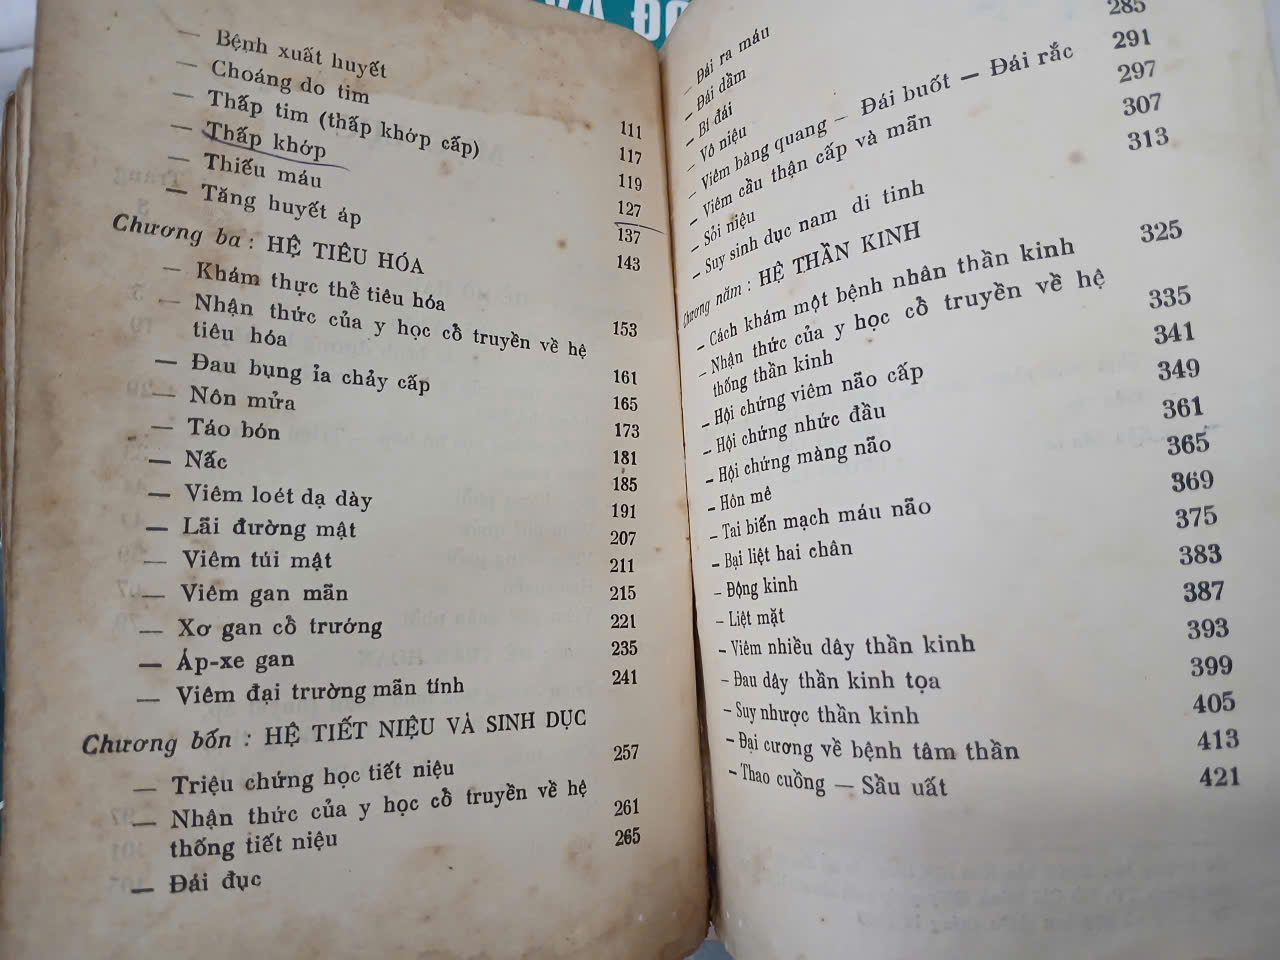 VÀ
— Bệnh xuất huyết 111
— Choáng do tim 117
— Thấp tim (thấp khớp cấp) 119
— Thấp khớp 127
— Thiếu máu 137
— Tăng huyết áp 143
Chương ba : HỆ TIÊU HÓA
— Khám thực thể tiêu hóa 153
— Nhận thức của y học cổ truyền về hệ
tiêu hóa 161
— Đau bụng ỉa chảy cấp 165
— Nôn mửa 173
— Táo bón 181
— Nấc 185
— Viêm loét dạ dày 191
— Lãi đường mật 207
— Viêm túi mật 211
— Viêm gan mãn 215
— Xơ gan cổ trướng 221
— Áp-xe gan 235
— Viêm đại trường mãn tính 241
Chương bốn : HỆ TIẾT NIỆU VÀ SINH DỤC
— Triệu chứng học tiết niệu 257
— Nhận thức của y học cổ truyền về hệ
thống tiết niệu 261
— Đái đục 265
- Đái ra máu
- Đái dầm
- Bí đái
- Vô niệu 285
- Viêm bàng quang — Đái buốt — Đái rắc 291
- Viêm cầu thận cấp và mãn 297
- Sỏi niệu 307
- Suy sinh dục nam di tinh 313
Chương năm : HỆ THẦN KINH
- Cách khám một bệnh nhân thần kinh 325
- Nhận thức của y học cổ truyền về hệ
thống thần kinh 335
- Hội chứng viêm não cấp 341
- Hội chứng nhức đầu 349
- Hội chứng màng não 361
- Hôn mê 365
- Tai biến mạch máu não 369
- Bại liệt hai chân 375
- Động kinh 383
- Liệt mặt 387
- Viêm nhiều dây thần kinh 393
- Đau dây thần kinh tọa 399
- Suy nhược thần kinh 405
- Đại cương về bệnh tâm thần 413
- Thao cuồng — Sầu uất 421